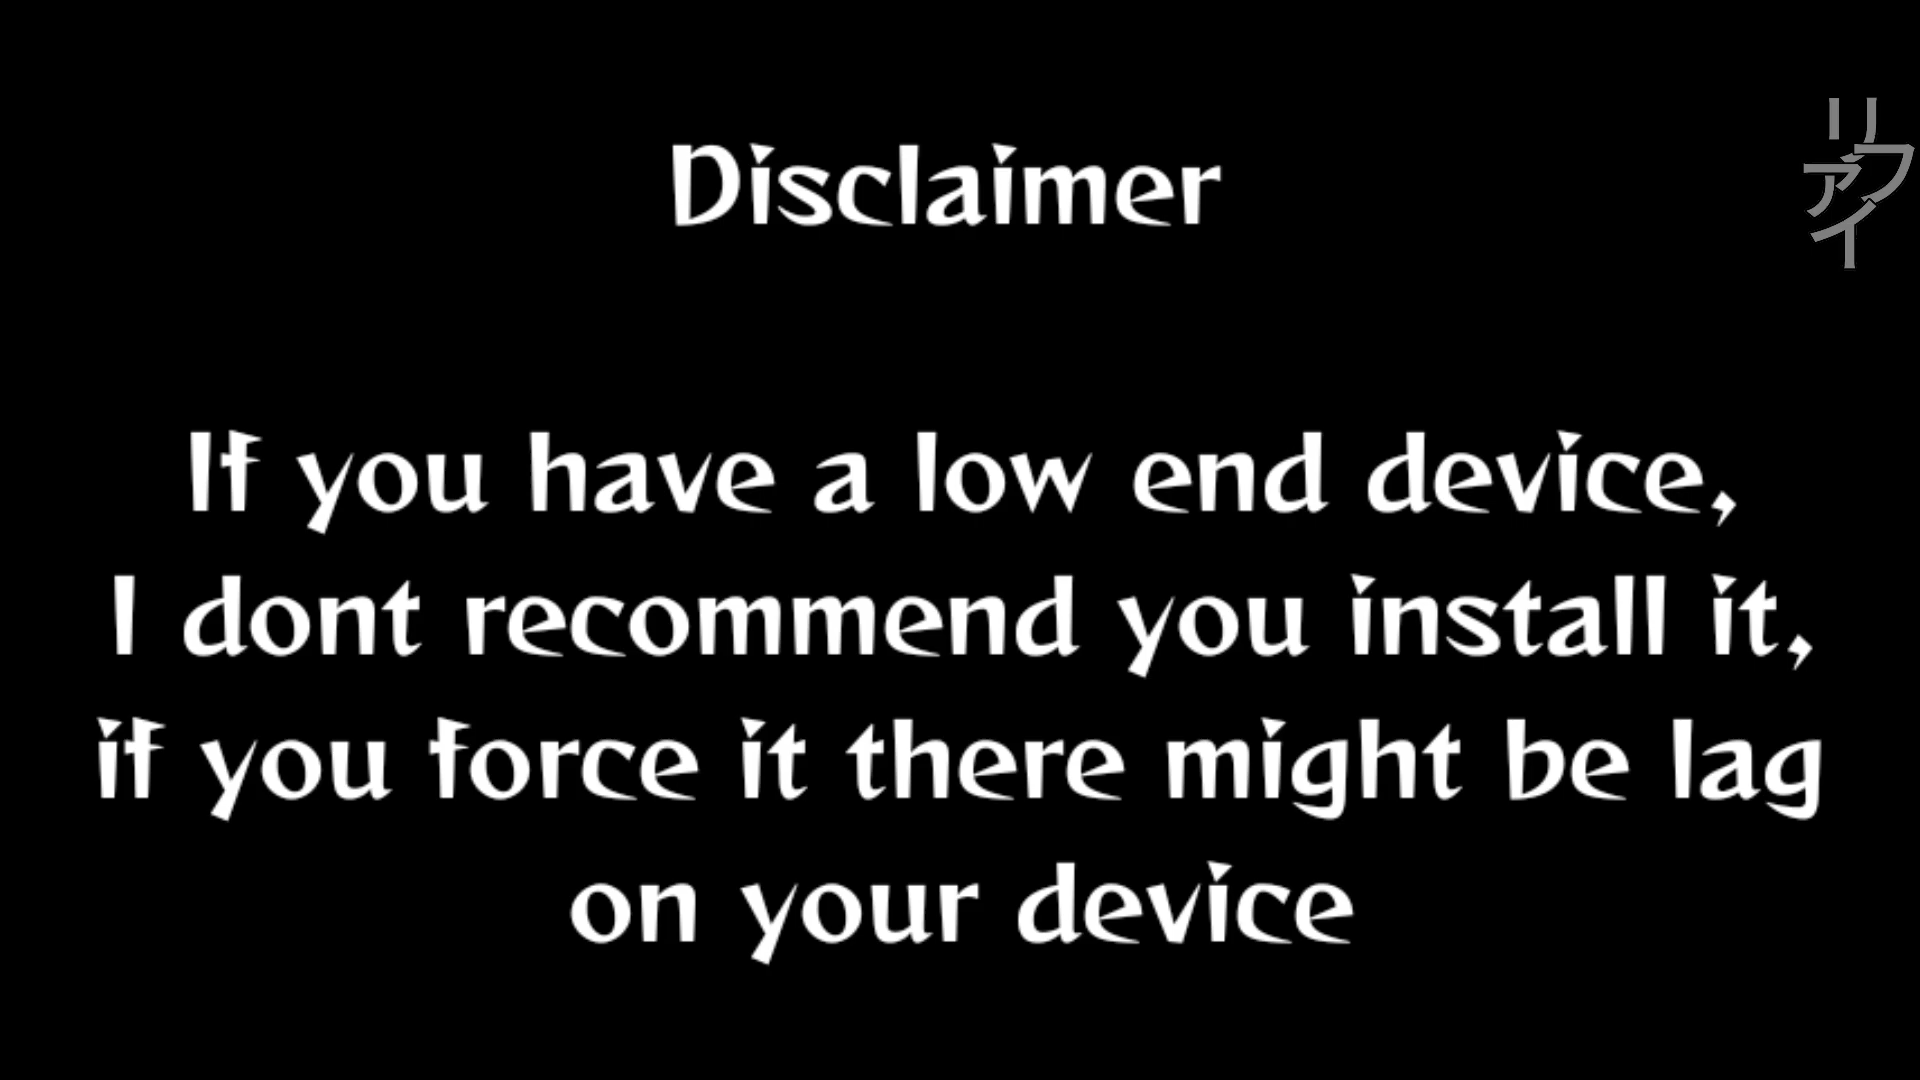 Disclaimer
If you have a low end device,
I dont recommend you install it,
if you force it there might be lag
on your device
リファイ